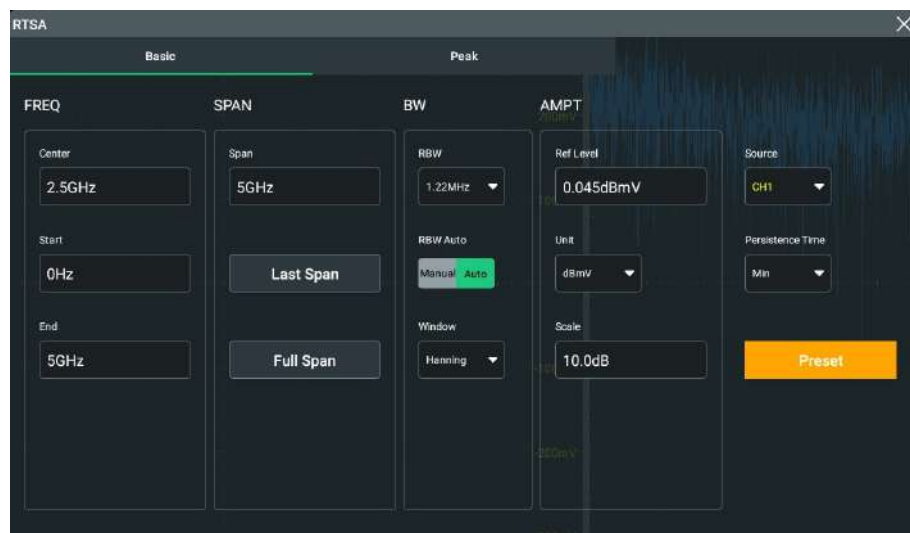 RTSA
Basic
Peak
FREQ
SPAN
BW
AMPT
Center
2.5GHz
Start
0Hz
End
5GHz
Span
5GHz
Last Span
Full Span
RBW
1.22MHz
RBW Auto
Manual Auto
Window
Hanning
Ref Level
0.045dBmV
Unit
dBmV
Scale
10.0dB
Source
CH1
Persistence Time
Min
Preset
-200mV